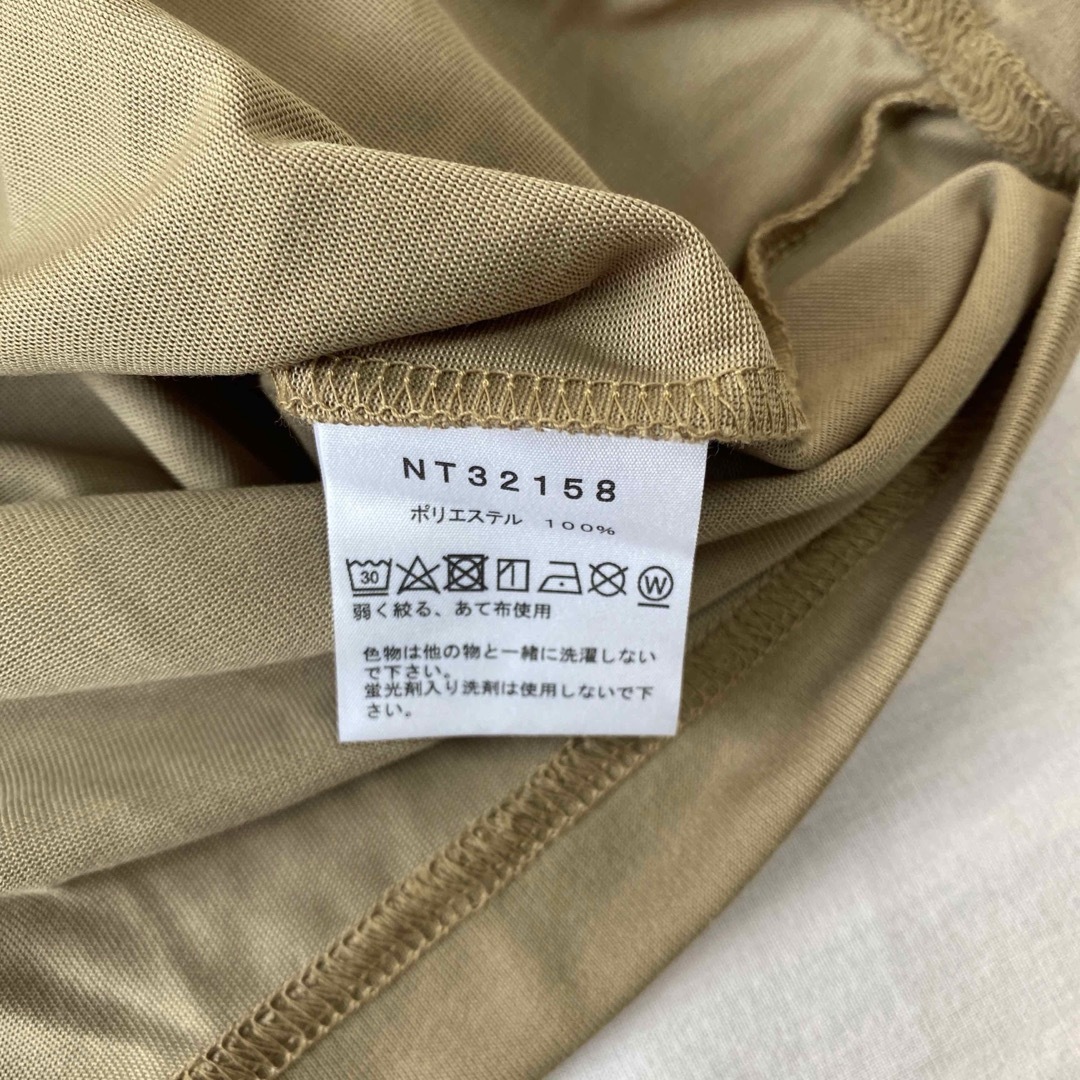 NT32158
ポリエステル 100%
30 W
弱く絞る、あて布使用
色物は他の物と一緒に洗濯しない
で下さい。
蛍光剤入り洗剤は使用しないで下
さい。